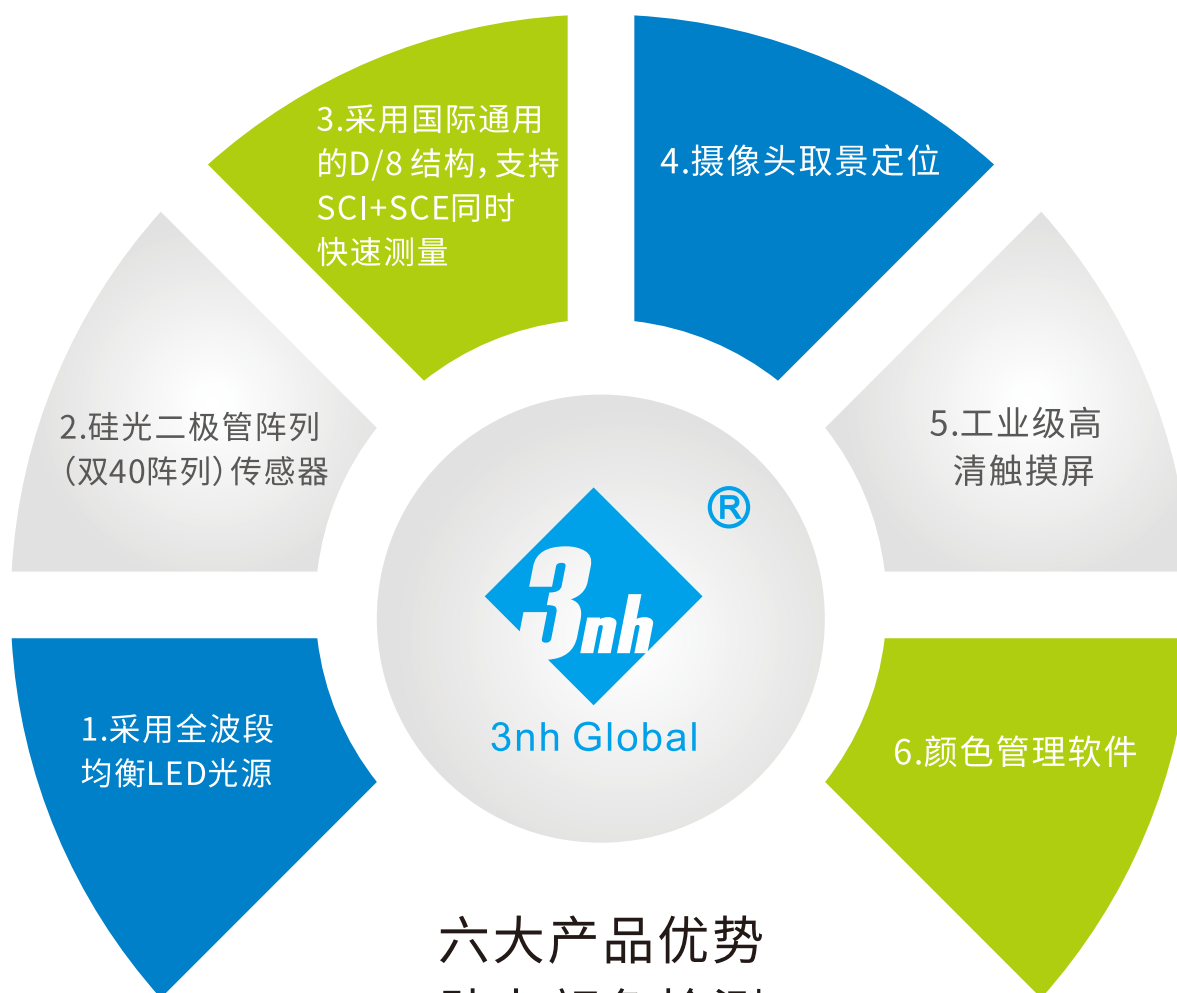 3.采用国际通用
的D/8 结构，支持
SCI+SCE同时
快速测量
4.摄像头取景定位
2.硅光二极管阵列
（双40阵列）传感器
5.工业级高
清触摸屏
®
3nh
3nh Global
1.采用全波段
均衡LED光源
6.颜色管理软件
六大产品优势